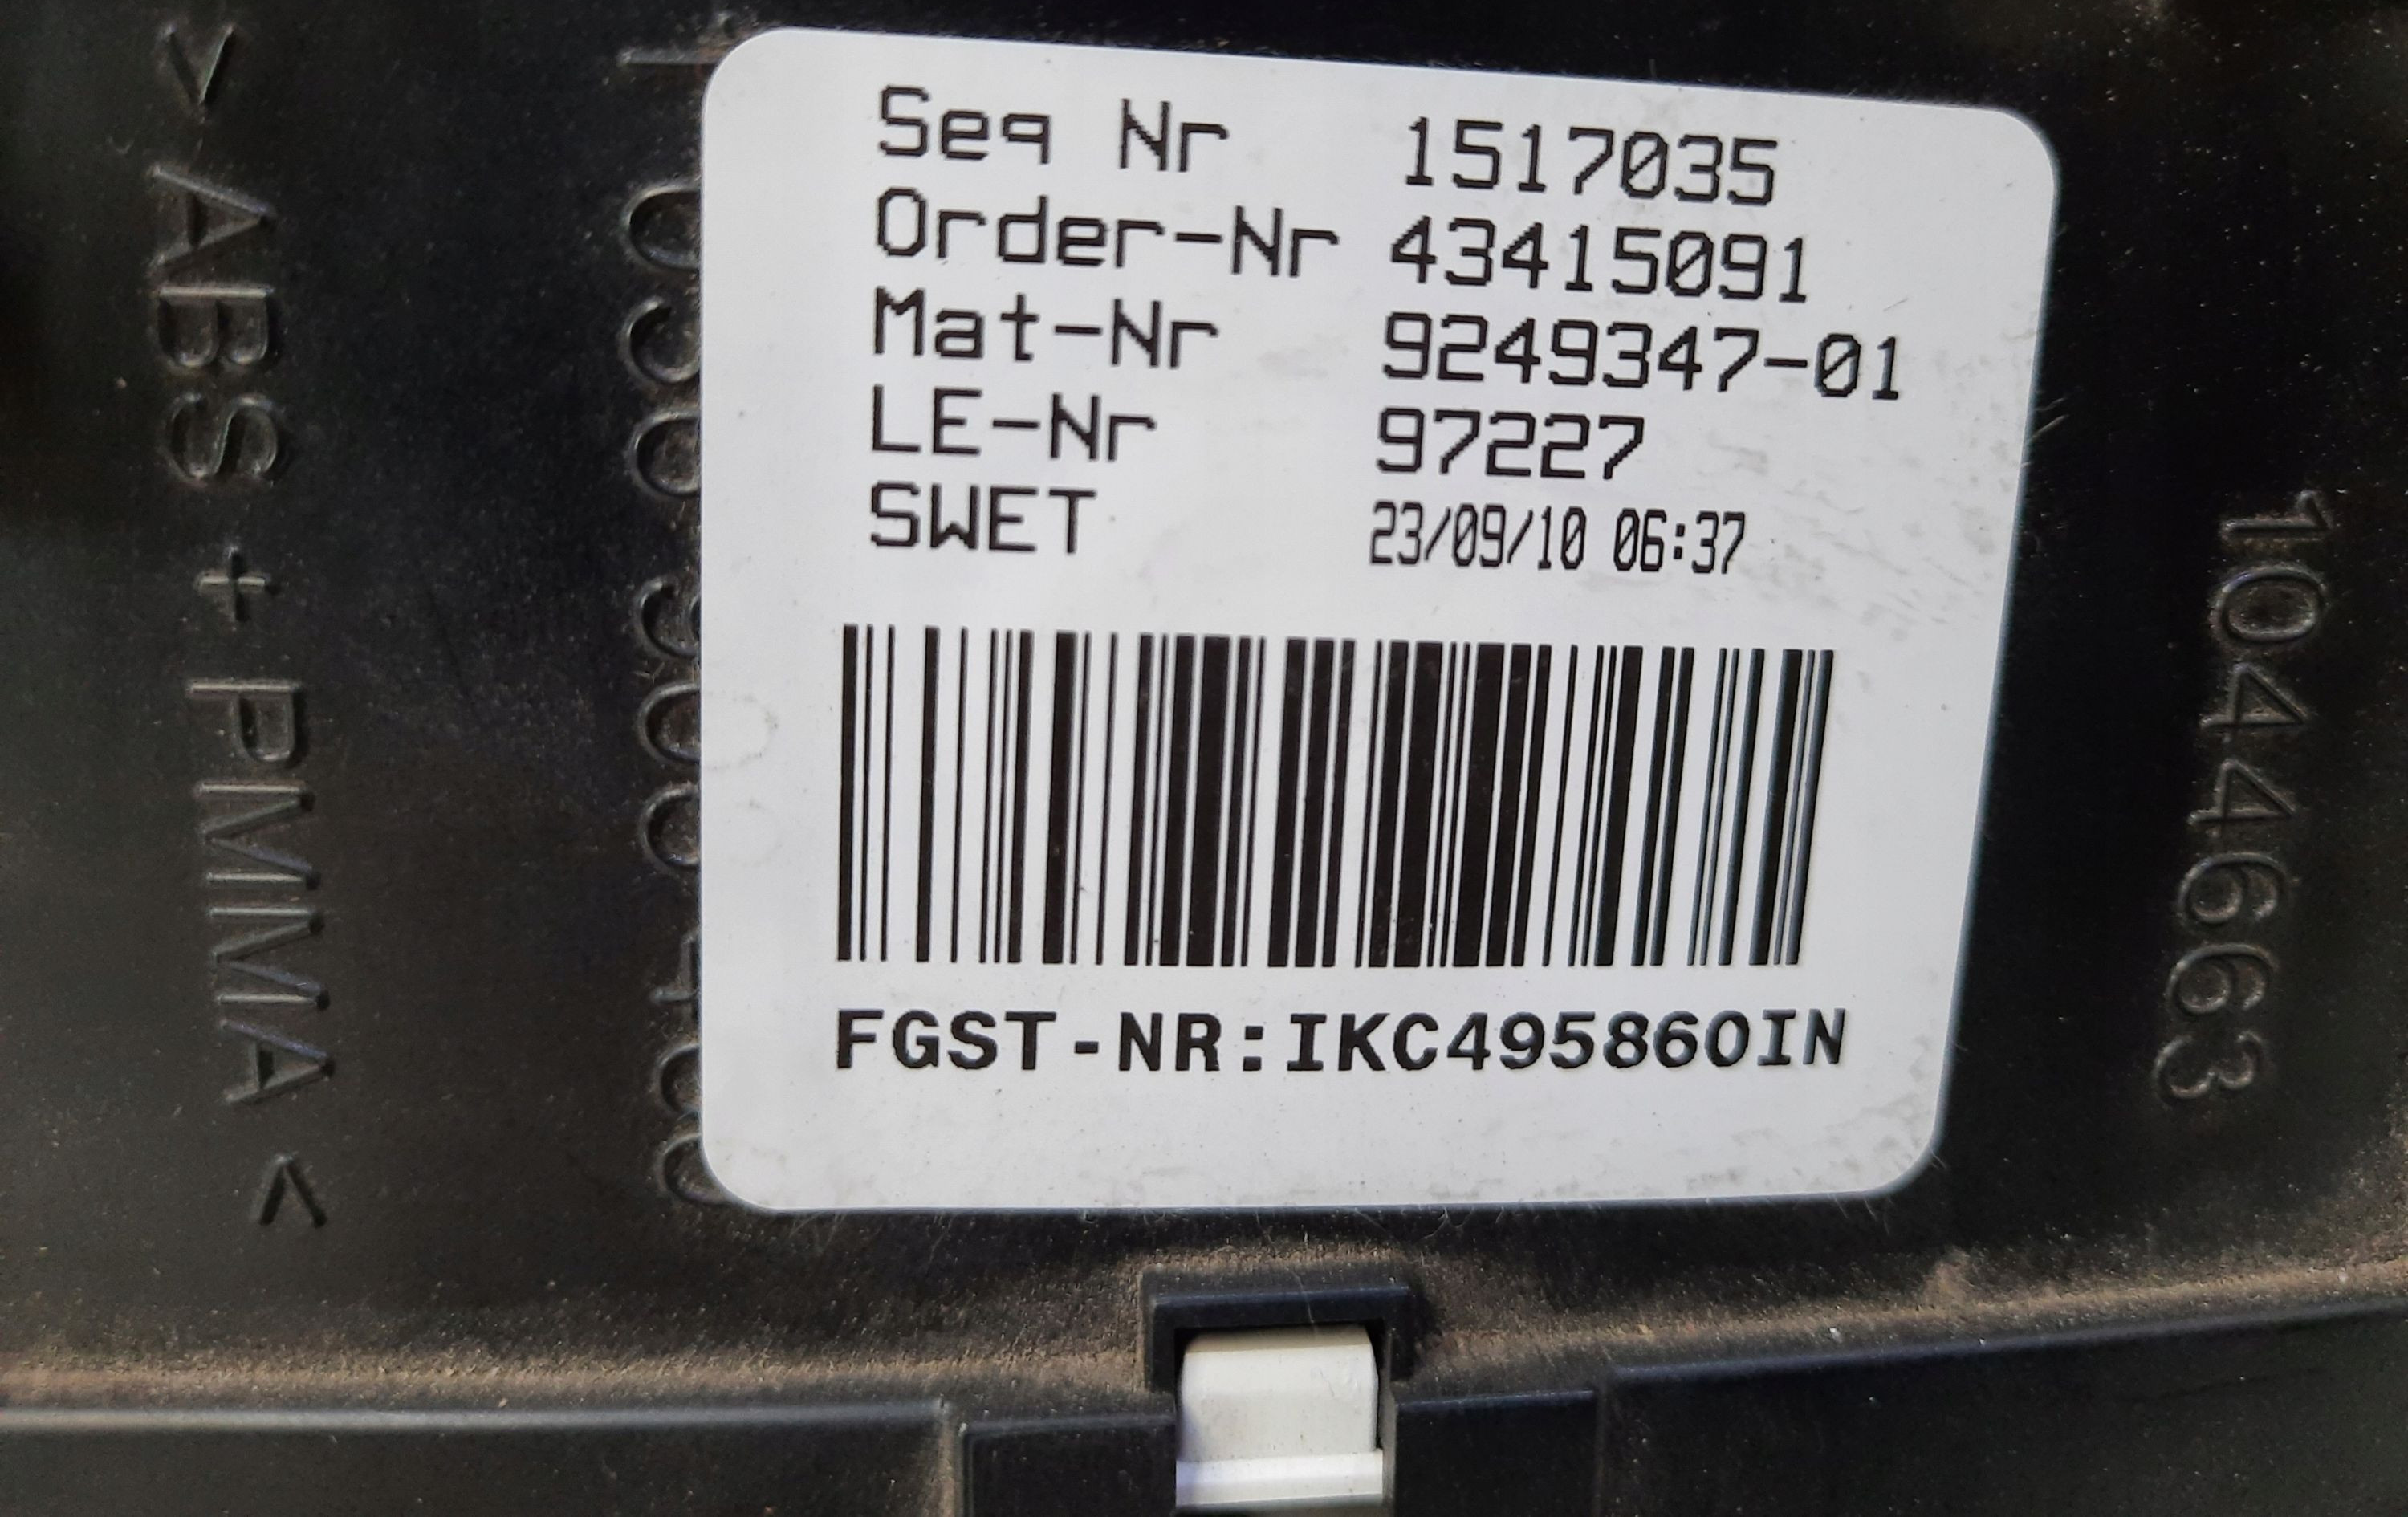 Seq Nr 1517035
Order-Nr 43415091
Mat-Nr 9249347-01
LE-Nr 97227
SWET 23/09/10 06:37
FGST-NR:IKC495860IN
>ABS + PMMA<
1044663